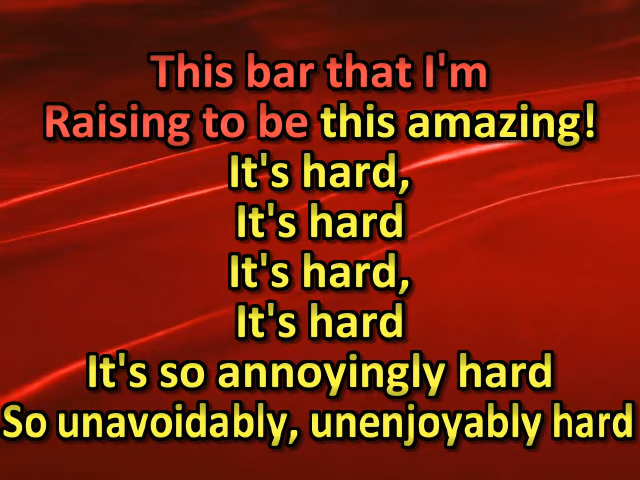 This bar that I'm
Raising to be this amazing!
It's hard,
It's hard
It's hard,
It's hard
It's so annoyingly hard
So unavoidably, unenjoyably hard